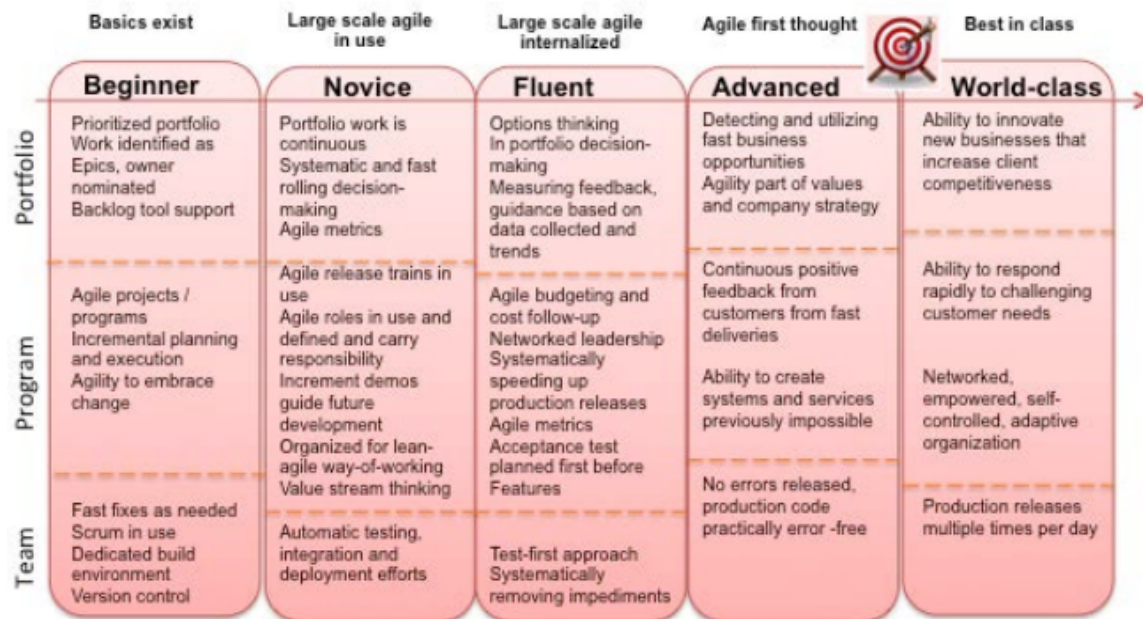 Basics exist
Large scale agile
in use
Large scale agile
internalized
Agile first thought
Best in class
Beginner
Novice
Fluent
Advanced
World-class
Portfolio
Prioritized portfolio
Work identified as
Epics, owner
nominated
Backlog tool support
Portfolio work is
continuous
Systematic and fast
rolling decision-
making
Agile metrics
Options thinking
In portfolio decision-
making
Measuring feedback,
guidance based on
data collected and
trends
Detecting and utilizing
fast business
opportunities
Agility part of values
and company strategy
Ability to innovate
new businesses that
increase client
competitiveness
Program
Agile projects /
programs
Incremental planning
and execution
Agility to embrace
change
Agile release trains in
use
Agile roles in use and
defined and carry
responsibility
Increment demos
guide future
development
Organized for lean-
agile way-of-working
Value stream thinking
Agile budgeting and
cost follow-up
Networked leadership
Systematically
speeding up
production releases
Agile metrics
Acceptance test
planned first before
Features
Continuous positive
feedback from
customers from fast
deliveries
Ability to create
systems and services
previously impossible
Ability to respond
rapidly to challenging
customer needs
Networked,
empowered, self-
controlled, adaptive
organization
Team
Fast fixes as needed
Scrum in use
Dedicated build
environment
Version control
Automatic testing,
integration and
deployment efforts
Test-first approach
Systematically
removing impediments
No errors released,
production code
practically error -free
Production releases
multiple times per day